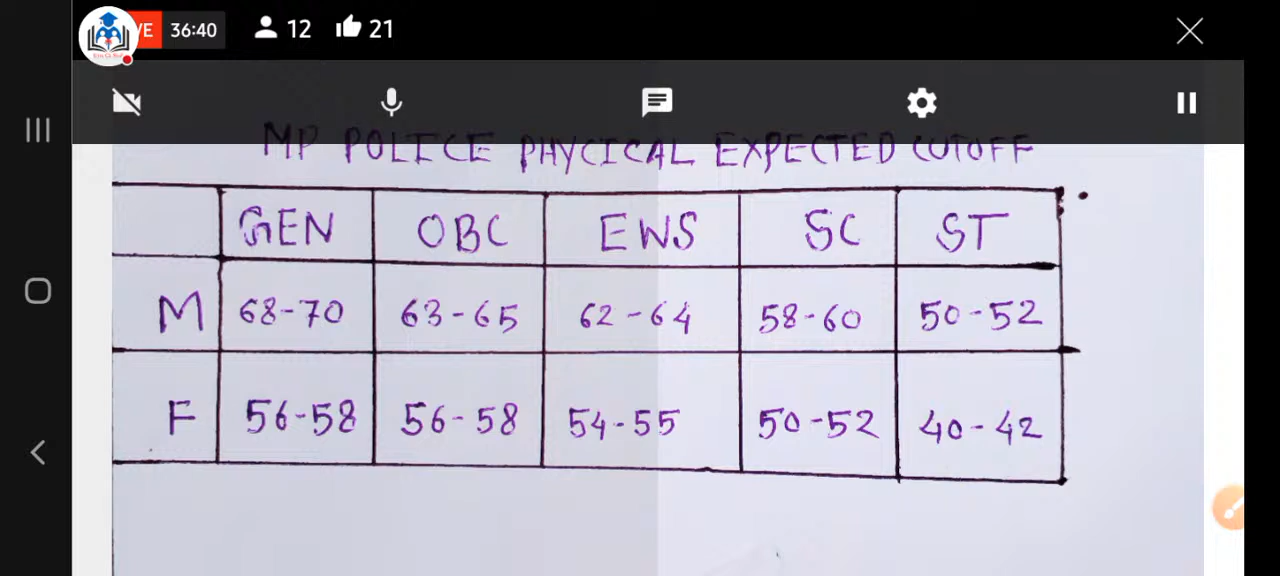 VE 36:40 12 21
MP POLICE PHYCICAL EXPECTED CUTOFF
GEN OBC EWS SC ST
M 68-70 63-65 62-64 58-60 50-52
F 56-58 56-58 54-55 50-52 40-42